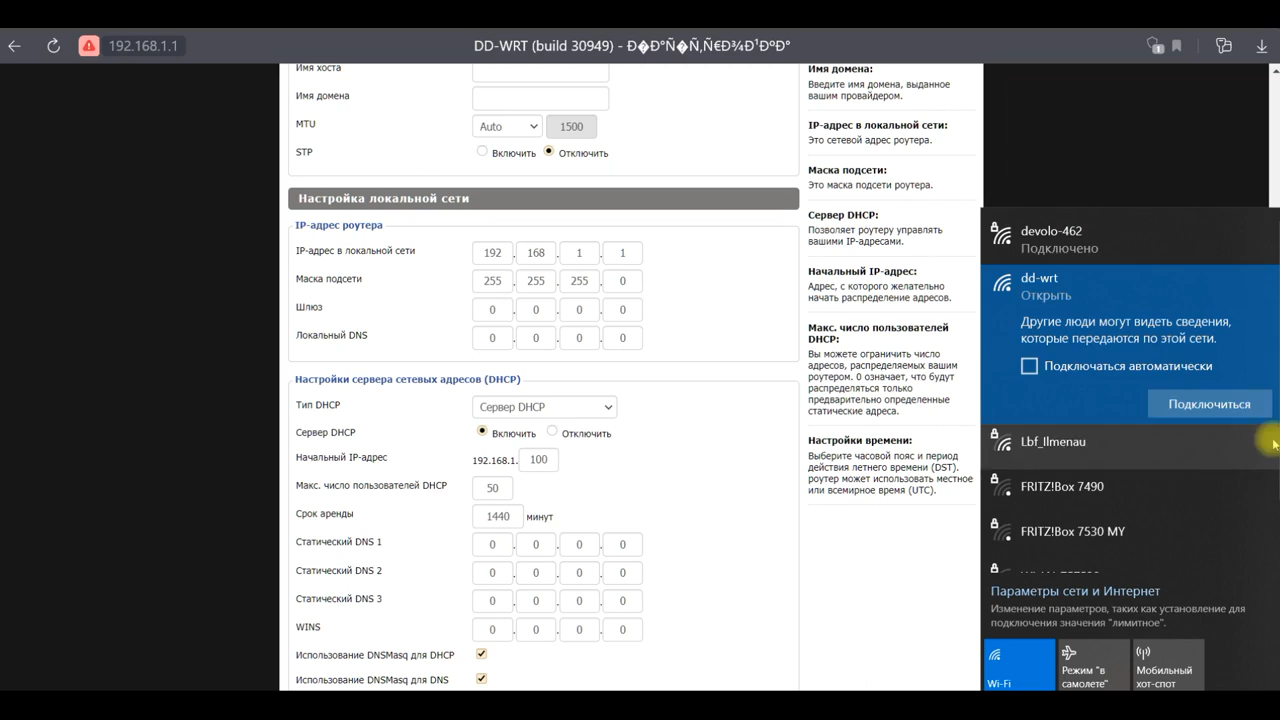 192.168.1.1
DD-WRT (build 30949) - Ð�Ð°Ñ�Ñ‚Ñ€Ð¾Ð¹ÐºÐ°
1
Имя хоста
Имя домена
MTU Auto 1500
STP Включить Отключить
Настройка локальной сети
IP-адрес роутера
IP-адрес в локальной сети 192 . 168 . 1 . 1
Маска подсети 255 . 255 . 255 . 0
Шлюз 0 . 0 . 0 . 0
Локальный DNS 0 . 0 . 0 . 0
Настройки сервера сетевых адресов (DHCP)
Тип DHCP Сервер DHCP
Сервер DHCP Включить Отключить
Начальный IP-адрес 192.168.1. 100
Макс. число пользователей DHCP 50
Срок аренды 1440 минут
Статический DNS 1 0 . 0 . 0 . 0
Статический DNS 2 0 . 0 . 0 . 0
Статический DNS 3 0 . 0 . 0 . 0
WINS 0 . 0 . 0 . 0
Использование DNSMasq для DHCP
Использование DNSMasq для DNS
Имя домена:
Введите имя домена, выданное
вашим провайдером.
IP-адрес в локальной сети:
Это сетевой адрес роутера.
Маска подсети:
Это маска подсети роутера.
Сервер DHCP:
Позволяет роутеру управлять
вашими IP-адресами.
Начальный IP-адрес:
Адрес, с которого желательно
начать распределение адресов.
Макс. число пользователей
DHCP:
Вы можете ограничить число
адресов, распределяемых вашим
роутером. 0 означает, что будут
распределяться только
предварительно определенные
статические адреса.
Настройки времени:
Выберите часовой пояс и период
действия летнего времени (DST).
роутер может использовать местное
или всемирное время (UTC).
devolo-462
Подключено
dd-wrt
Открыть
Другие люди могут видеть сведения,
которые передаются по этой сети.
Подключаться автоматически
Подключиться
Lbf_Ilmenau
FRITZ!Box 7490
FRITZ!Box 7530 MY
Параметры сети и Интернет
Изменение параметров, таких как установление для
подключения значения "лимитное".
Wi-Fi
Режим "в
самолете"
Мобильный
хот-спот